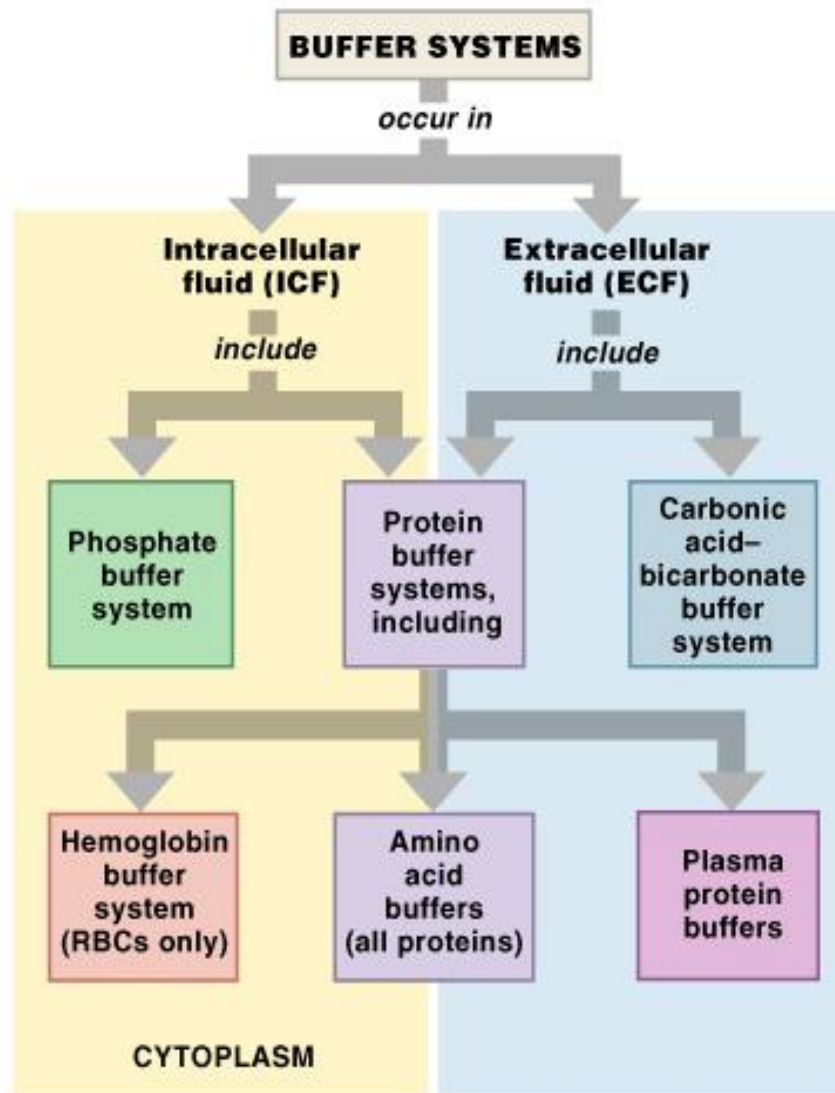 BUFFER SYSTEMS
occur in
Intracellular
fluid (ICF)
Extracellular
fluid (ECF)
include
include
Phosphate
buffer
system
Protein
buffer
systems,
including
Carbonic
acid–
bicarbonate
buffer
system
Hemoglobin
buffer
system
(RBCs only)
Amino
acid
buffers
(all proteins)
Plasma
protein
buffers
CYTOPLASM